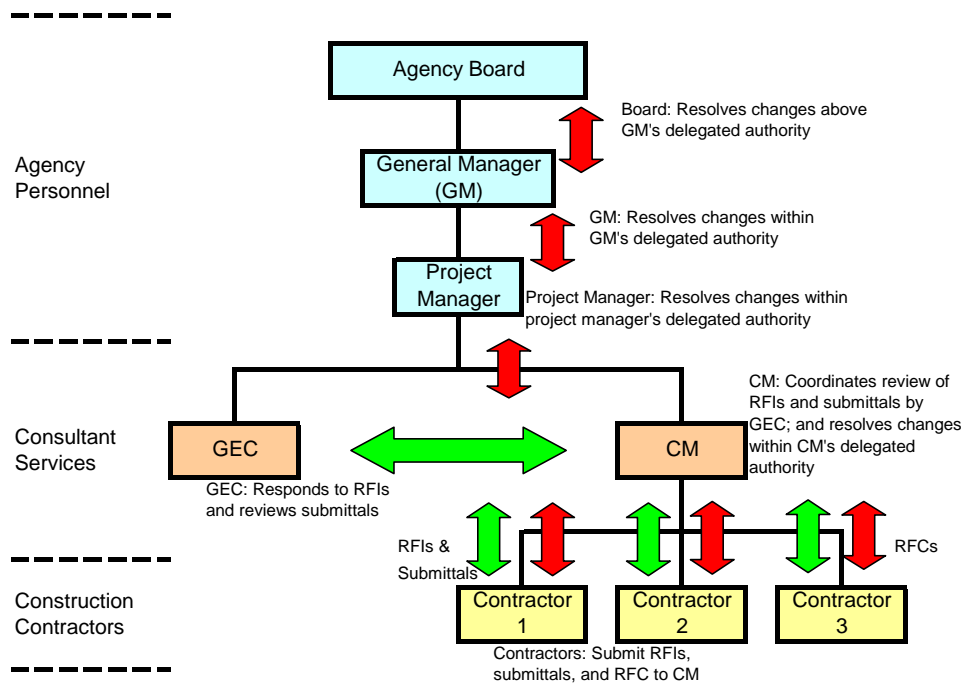 Agency Board
Board: Resolves changes above
GM's delegated authority
Agency
Personnel
General Manager
(GM)
GM: Resolves changes within
GM's delegated authority
Project
Manager
Project Manager: Resolves changes within
project manager's delegated authority
CM: Coordinates review of
RFIs and submittals by
GEC; and resolves changes
within CM's delegated
authority
Consultant
Services
GEC
CM
GEC: Responds to RFIs
and reviews submittals
RFIs &
Submittals
RFCs
Construction
Contractors
Contractor
1
Contractor
2
Contractor
3
Contractors: Submit RFIs,
submittals, and RFC to CM